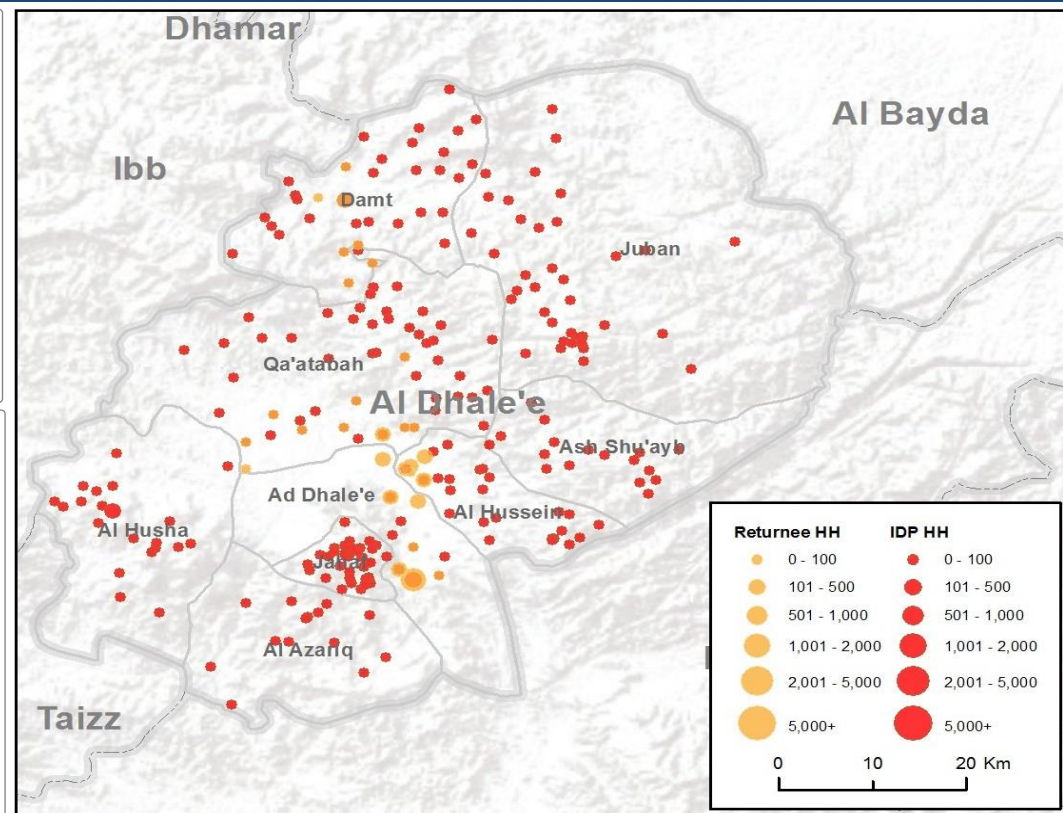 Dhamar
Al Bayda
Ibb
Damt
Juban
Qa'atabah
Al Dhale'e
Ash Shu'ayb
Ad Dhale'e
Al Hussein
Al Husha
Jahaf
Al Azariq
Taizz
Returnee HH IDP HH
0 - 100 0 - 100
101 - 500 101 - 500
501 - 1,000 501 - 1,000
1,001 - 2,000 1,001 - 2,000
2,001 - 5,000 2,001 - 5,000
5,000+ 5,000+
0 10 20 Km